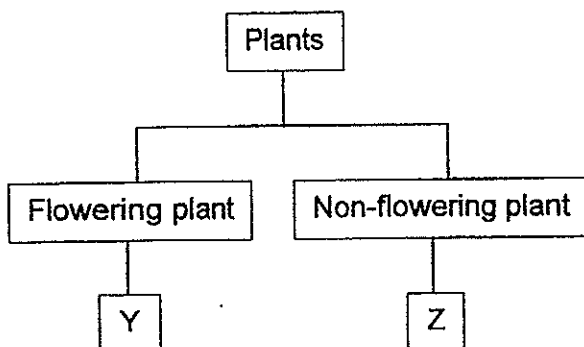 Plants
Flowering plant
Non-flowering plant
Y
Z